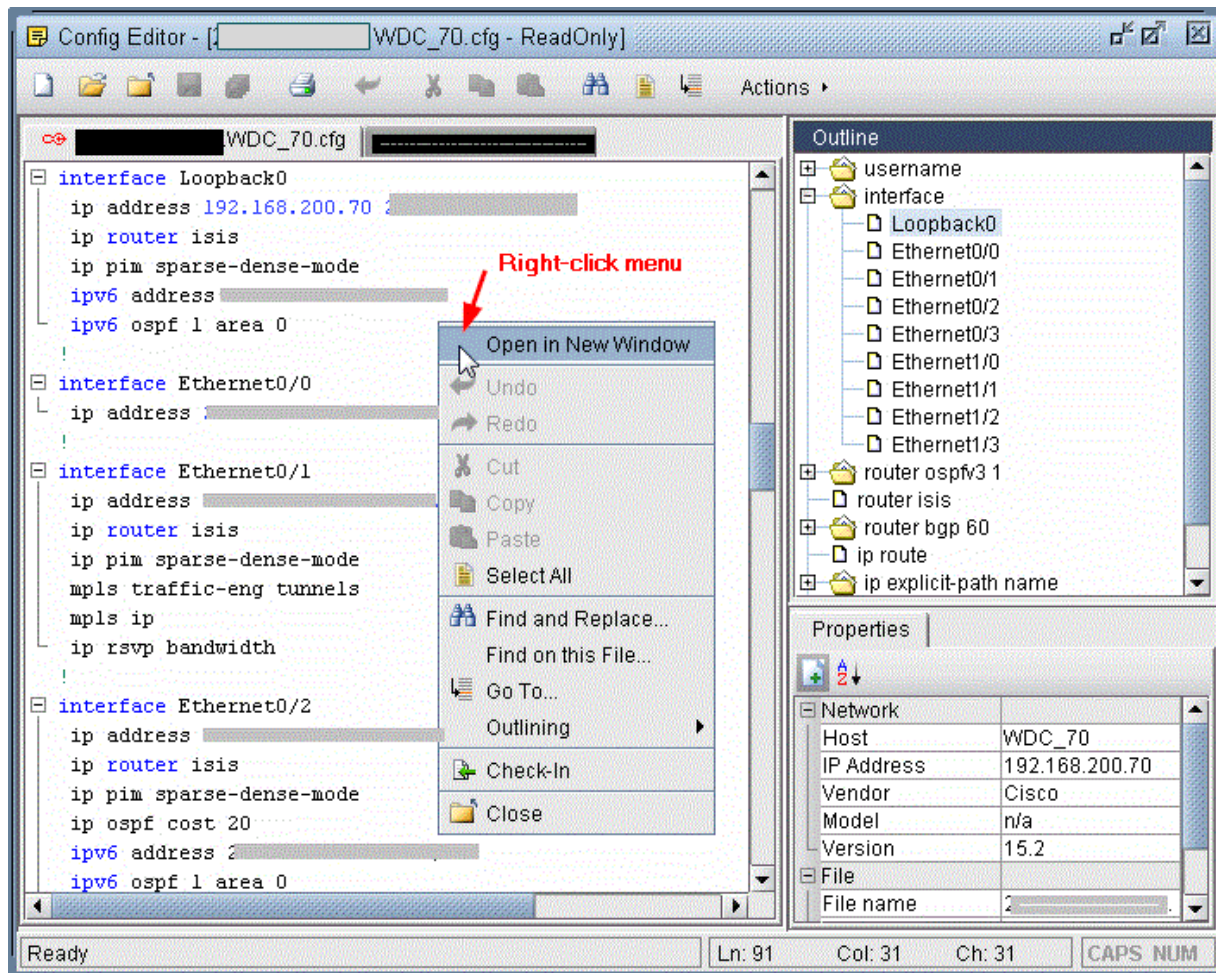 Config Editor - [ WDC_70.cfg - ReadOnly]
Actions
WDC_70.cfg
interface Loopback0
ip address 192.168.200.70
ip router isis
ip pim sparse-dense-mode
ipv6 address
ipv6 ospf 1 area 0
!
interface Ethernet0/0
ip address
!
interface Ethernet0/1
ip address
ip router isis
ip pim sparse-dense-mode
mpls traffic-eng tunnels
mpls ip
ip rsvp bandwidth
!
interface Ethernet0/2
ip address
ip router isis
ip pim sparse-dense-mode
ip ospf cost 20
ipv6 address 2
ipv6 ospf 1 area 0
Right-click menu
Open in New Window
Undo
Redo
Cut
Copy
Paste
Select All
Find and Replace...
Find on this File...
Go To...
Outlining
Check-In
Close
Outline
username
interface
Loopback0
Ethernet0/0
Ethernet0/1
Ethernet0/2
Ethernet0/3
Ethernet1/0
Ethernet1/1
Ethernet1/2
Ethernet1/3
router ospfv3 1
router isis
router bgp 60
ip route
ip explicit-path name
Properties
Network
Host WDC_70
IP Address 192.168.200.70
Vendor Cisco
Model n/a
Version 15.2
File
File name
Ready
Ln: 91 Col: 31 Ch: 31 CAPS NUM